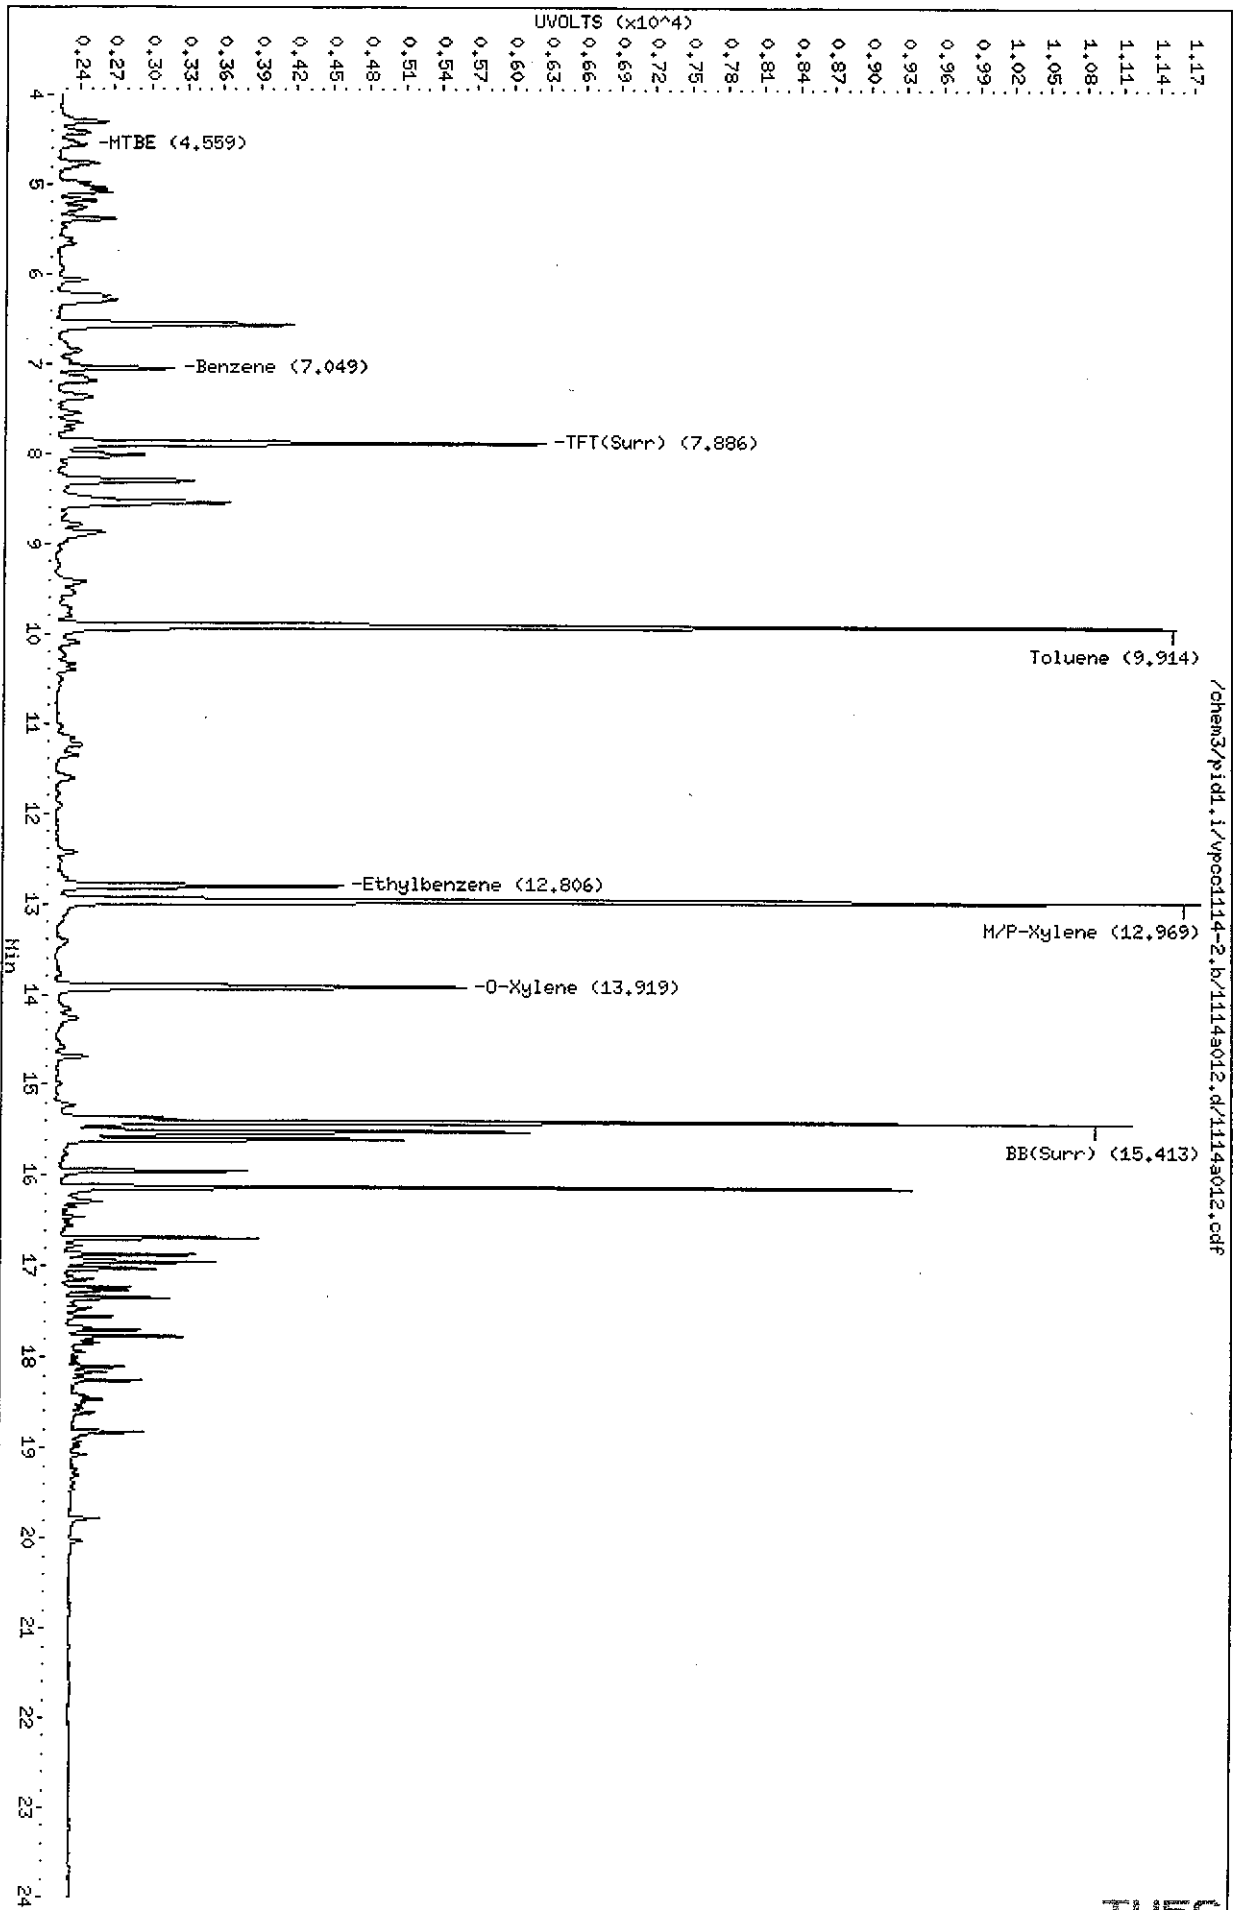 /chem3/pid1.i/vpcc1114-2.b/1114a012.d/1114a012.cdf
UVOLTS (x10^4)
1.17
1.14
1.11
1.08
1.05
1.02
0.99
0.96
0.93
0.90
0.87
0.84
0.81
0.78
0.75
0.72
0.69
0.66
0.63
0.60
0.57
0.54
0.51
0.48
0.45
0.42
0.39
0.36
0.33
0.30
0.27
0.24
-MTBE (4.559)
-Benzene (7.049)
-TFT(Surr) (7.886)
Toluene (9.914)
-Ethylbenzene (12.806)
M/P-Xylene (12.969)
-O-Xylene (13.919)
BB(Surr) (15.413)
4 5 6 7 8 9 10 11 12 13 14 15 16 17 18 19 20 21 22 23 24
Min